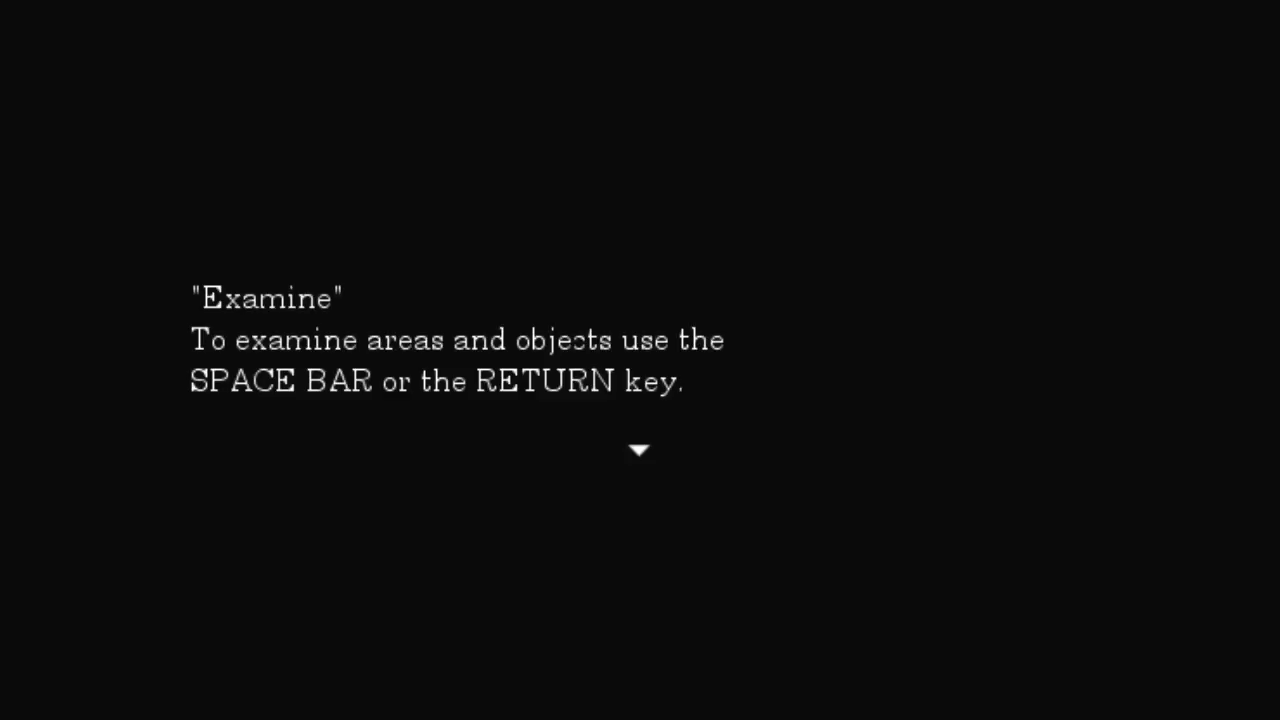 "Examine"
To examine areas and objects use the
SPACE BAR or the RETURN key.